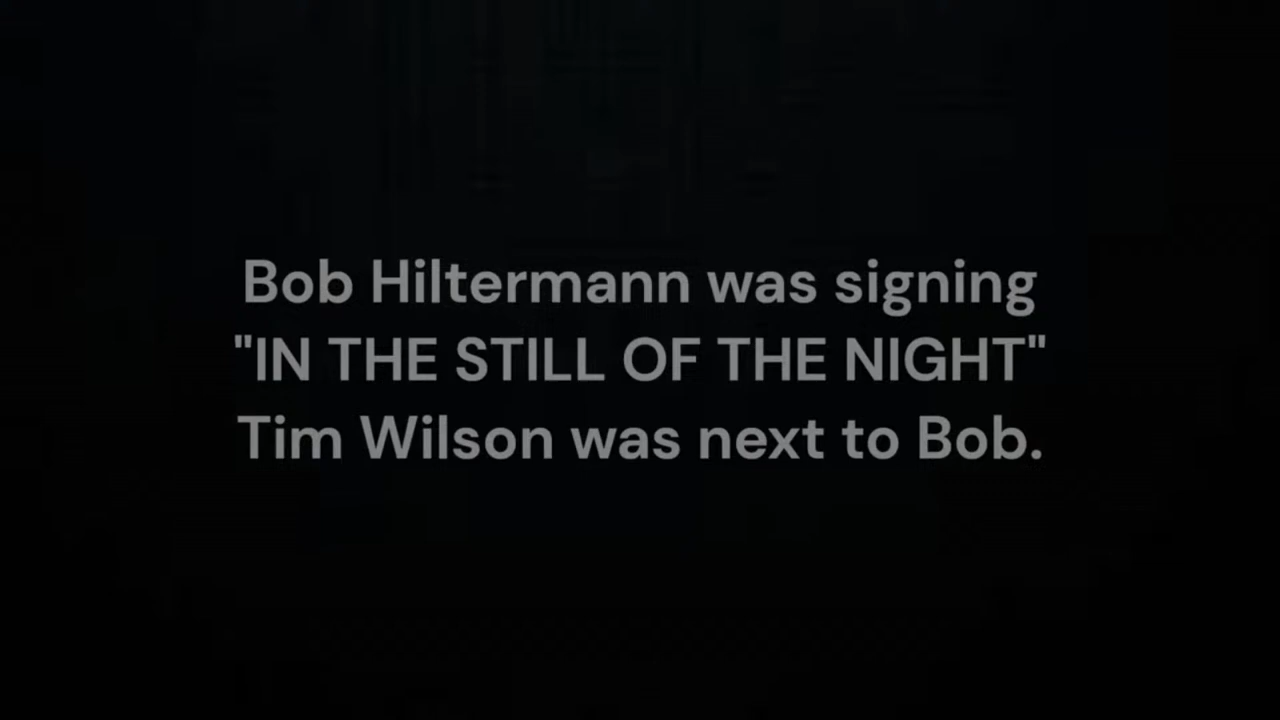 Bob Hiltermann was signing
"IN THE STILL OF THE NIGHT"
Tim Wilson was next to Bob.